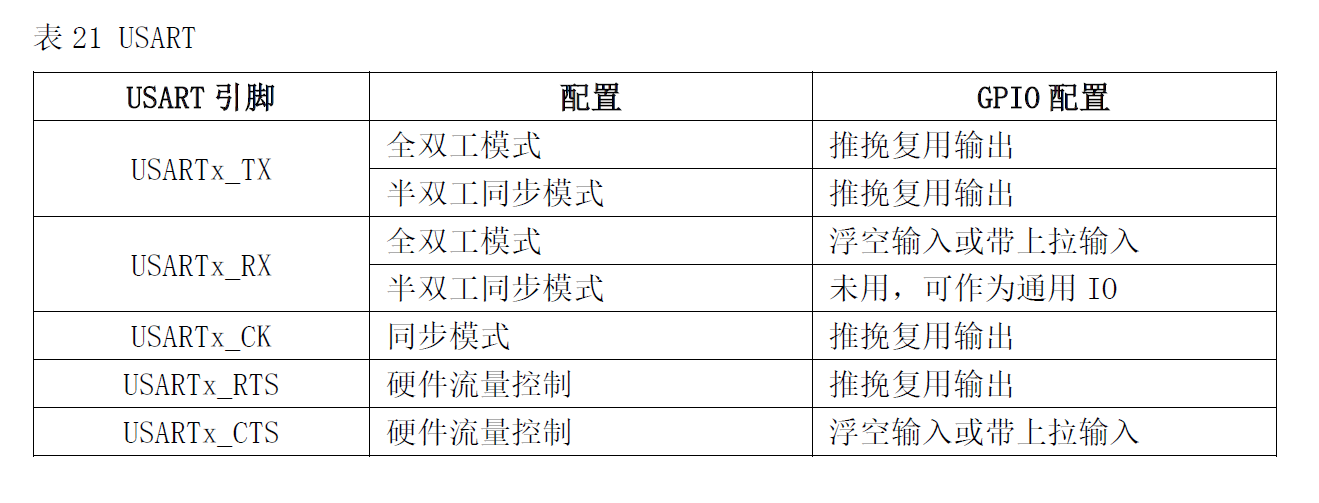 表 21 USART
USART 引脚 配置 GPIO 配置
USARTx_TX 全双工模式 推挽复用输出
半双工同步模式 推挽复用输出
USARTx_RX 全双工模式 浮空输入或带上拉输入
半双工同步模式 未用，可作为通用 IO
USARTx_CK 同步模式 推挽复用输出
USARTx_RTS 硬件流量控制 推挽复用输出
USARTx_CTS 硬件流量控制 浮空输入或带上拉输入